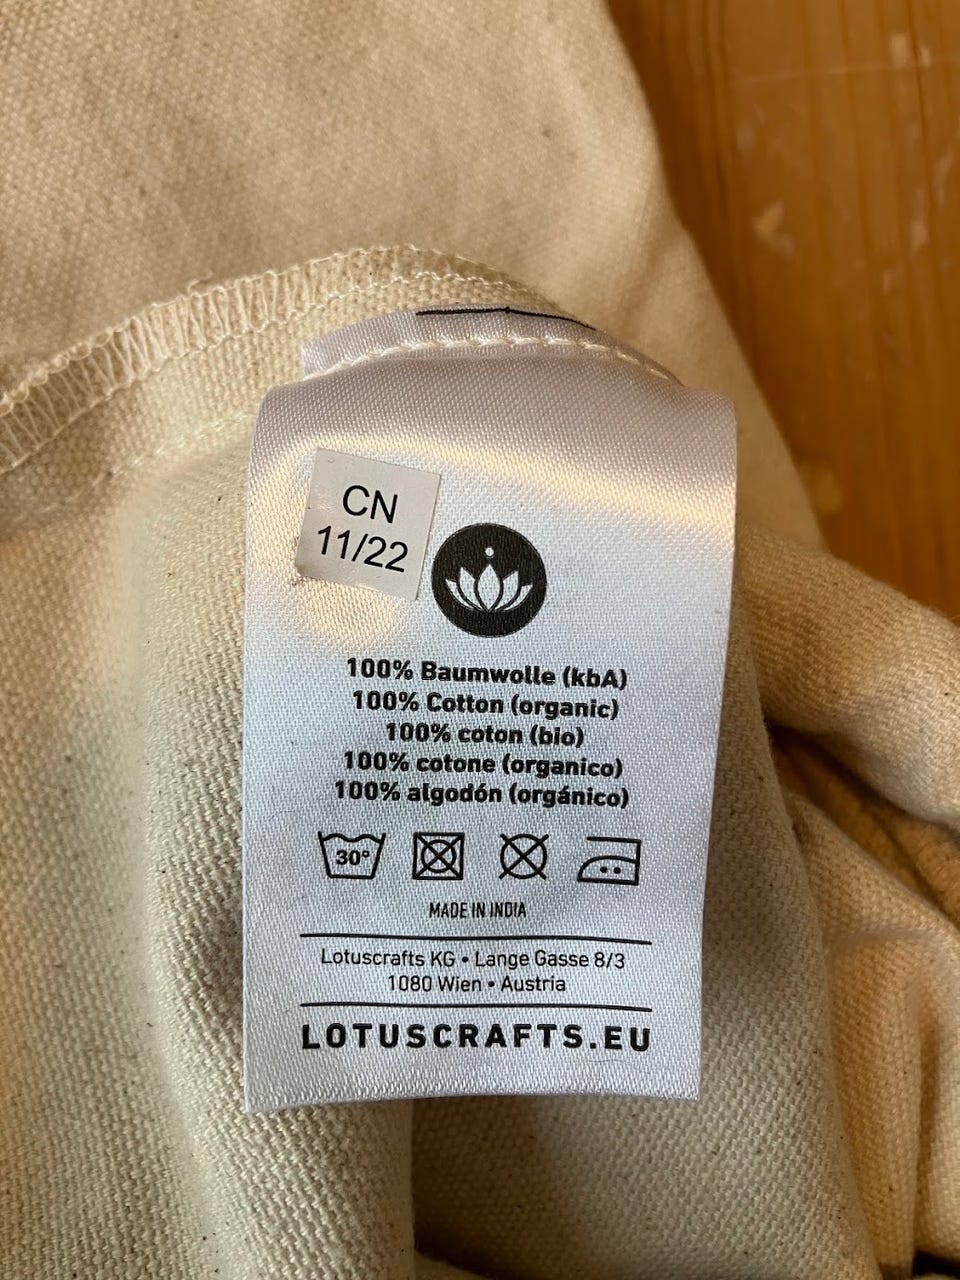 CN
11/22
100% Baumwolle (kbA)
100% Cotton (organic)
100% coton (bio)
100% cotone (organico)
100% algodón (orgánico)
30°
MADE IN INDIA
Lotuscrafts KG • Lange Gasse 8/3
1080 Wien • Austria
LOTUSCRAFTS.EU